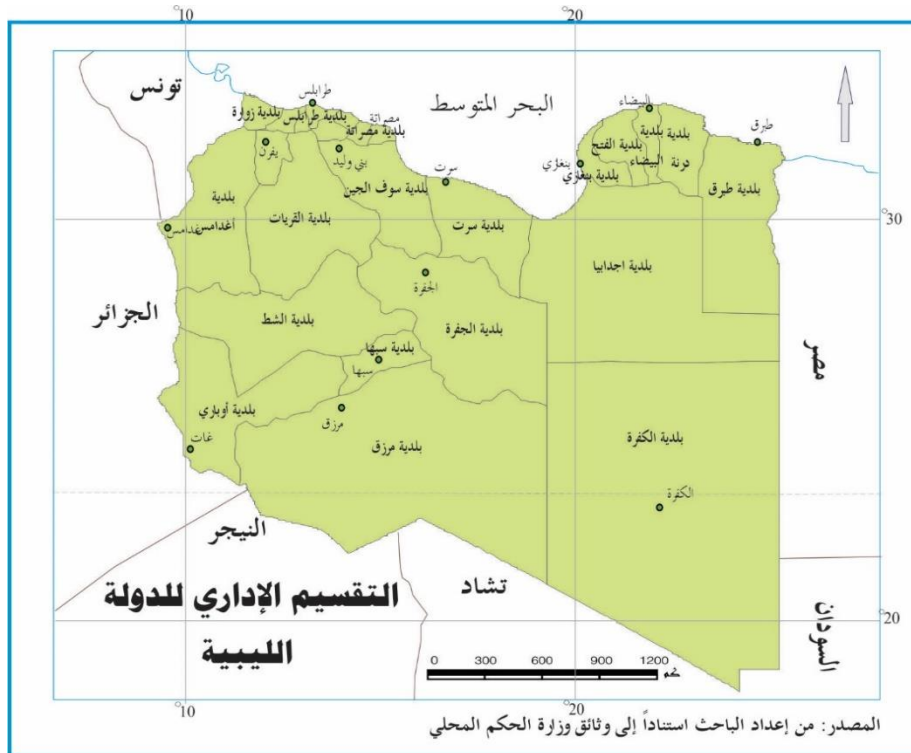 °10
°20
تونس
البحر المتوسط
طرابلس
بلدية زوارة
بلدية طرابلس
مصراتة
بلدية مصراتة
يفرن
بني وليد
سرت
بلدية سوف الجين
البيضاء
بلدية
البيضاء
بلدية
درنة
بلدية الفتح
بنغازي
بلدية بنغازي
طبرق
بلدية طبرق
°30
بلدية
أغدامس
غدامس
بلدية القريات
بلدية سرت
بلدية اجدابيا
الجفرة
بلدية الجفرة
الجزائر
بلدية الشط
مصر
بلدية سبها
سبها
بلدية أوباري
غات
مرزق
بلدية مرزق
بلدية الكفرة
الكفرة
النيجر
تشاد
السودان
التقسيم الإداري للدولة
الليبية
°20
0 300 600 900 1200
كم
°10
°20
المصدر: من إعداد الباحث استناداً إلى وثائق وزارة الحكم المحلي